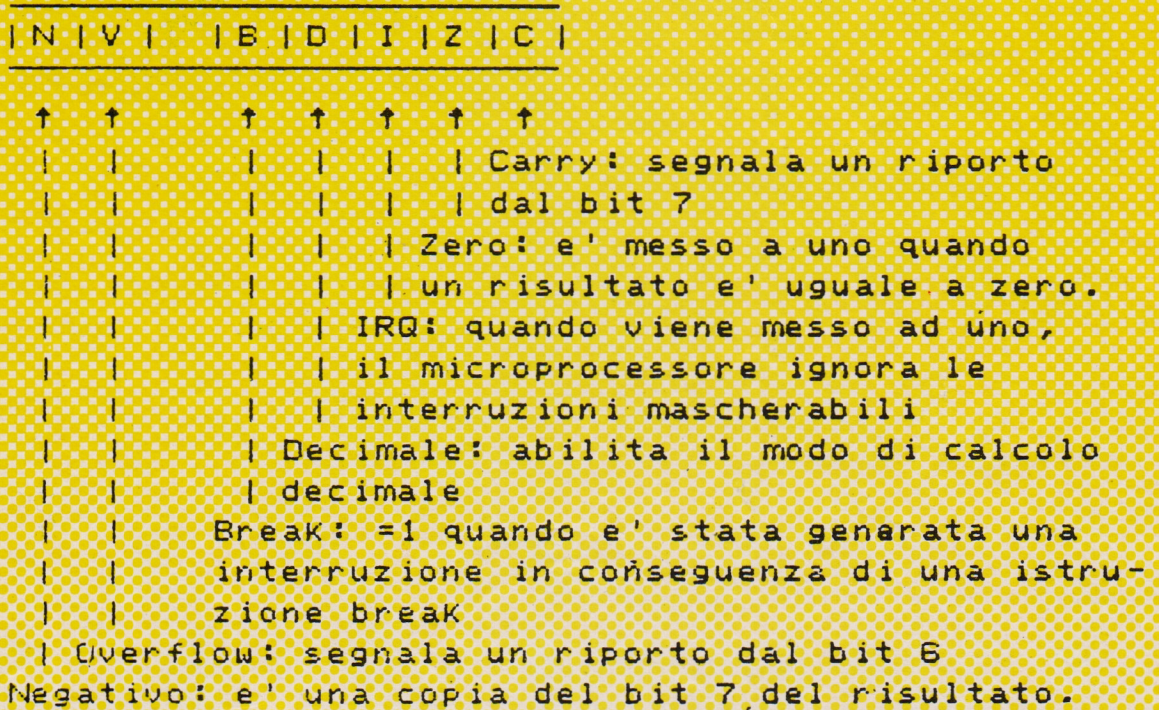 |N|V| |B|D|I|Z|C|
↑ ↑ ↑ ↑ ↑ ↑ ↑
| | | | | | Carry: segnala un riporto
| | | | | | dal bit 7
| | | | | Zero: e' messo a uno quando
| | | | | un risultato e' uguale a zero.
| | | | IRQ: quando viene messo ad uno,
| | | | il microprocessore ignora le
| | | | interruzioni mascherabili
| | | Decimale: abilita il modo di calcolo
| | | decimale
| | Break: =1 quando e' stata generata una
| | interruzione in conseguenza di una istru-
| | zione break
| Overflow: segnala un riporto dal bit 6
Negativo: e' una copia del bit 7 del risultato.